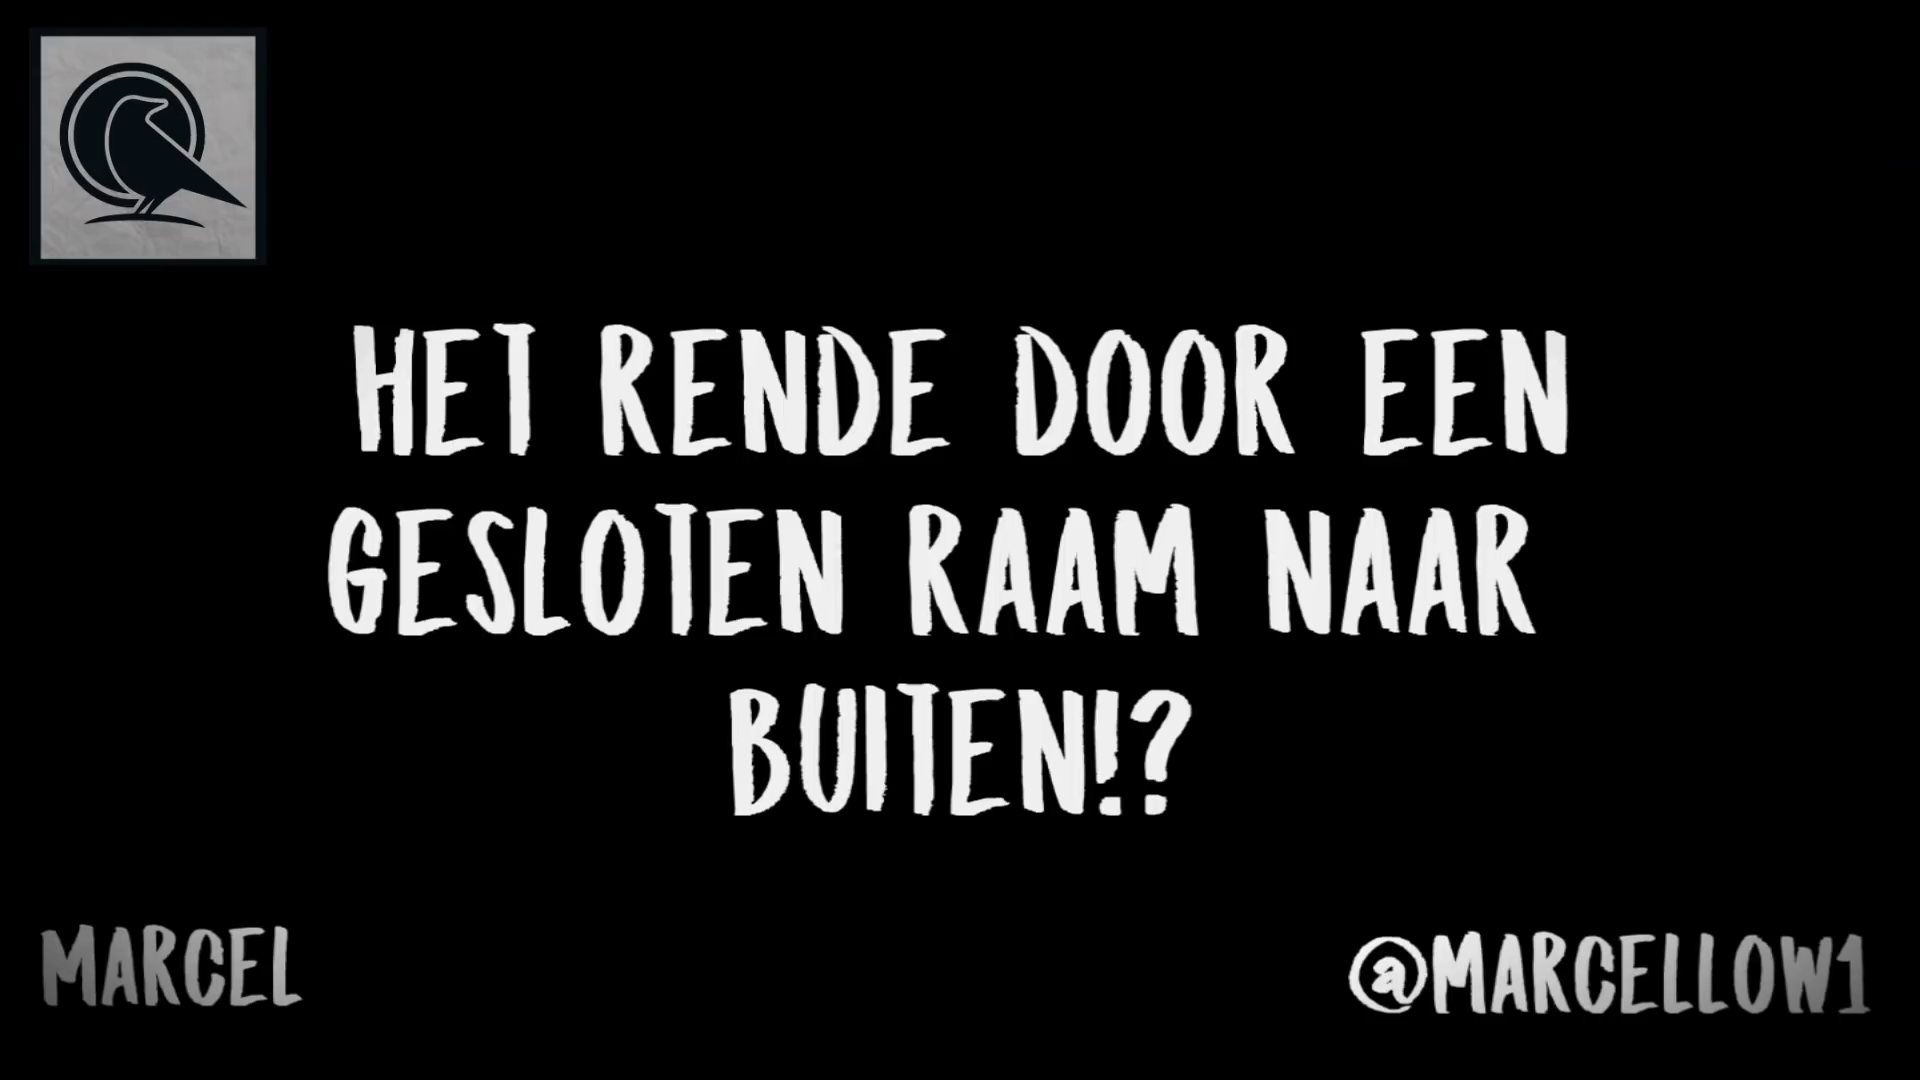 HET RENDE DOOR EEN
GESLOTEN RAAM NAAR
BUITEN!?
MARCEL
@MARCELLOW1